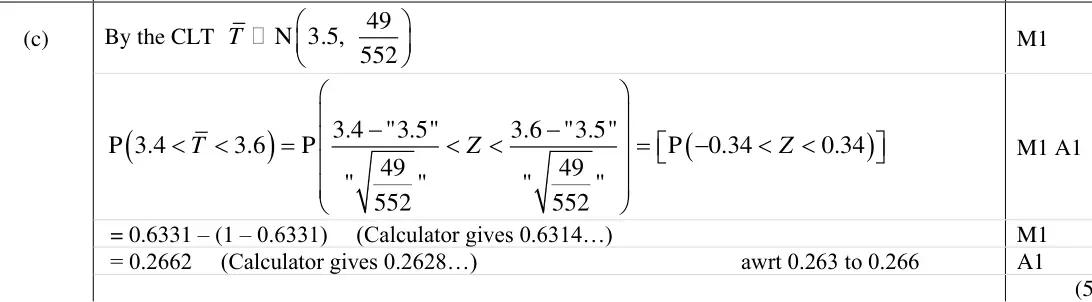 (c) By the CLT T̅ □ N(3.5, 49/552) M1
P(3.4 < T̅ < 3.6) = P((3.4 − "3.5")/("√(49/552)") < Z < (3.6 − "3.5")/("√(49/552)")) = [P(−0.34 < Z < 0.34)] M1 A1
= 0.6331 – (1 – 0.6331) (Calculator gives 0.6314…) M1
= 0.2662 (Calculator gives 0.2628…) awrt 0.263 to 0.266 A1
(5